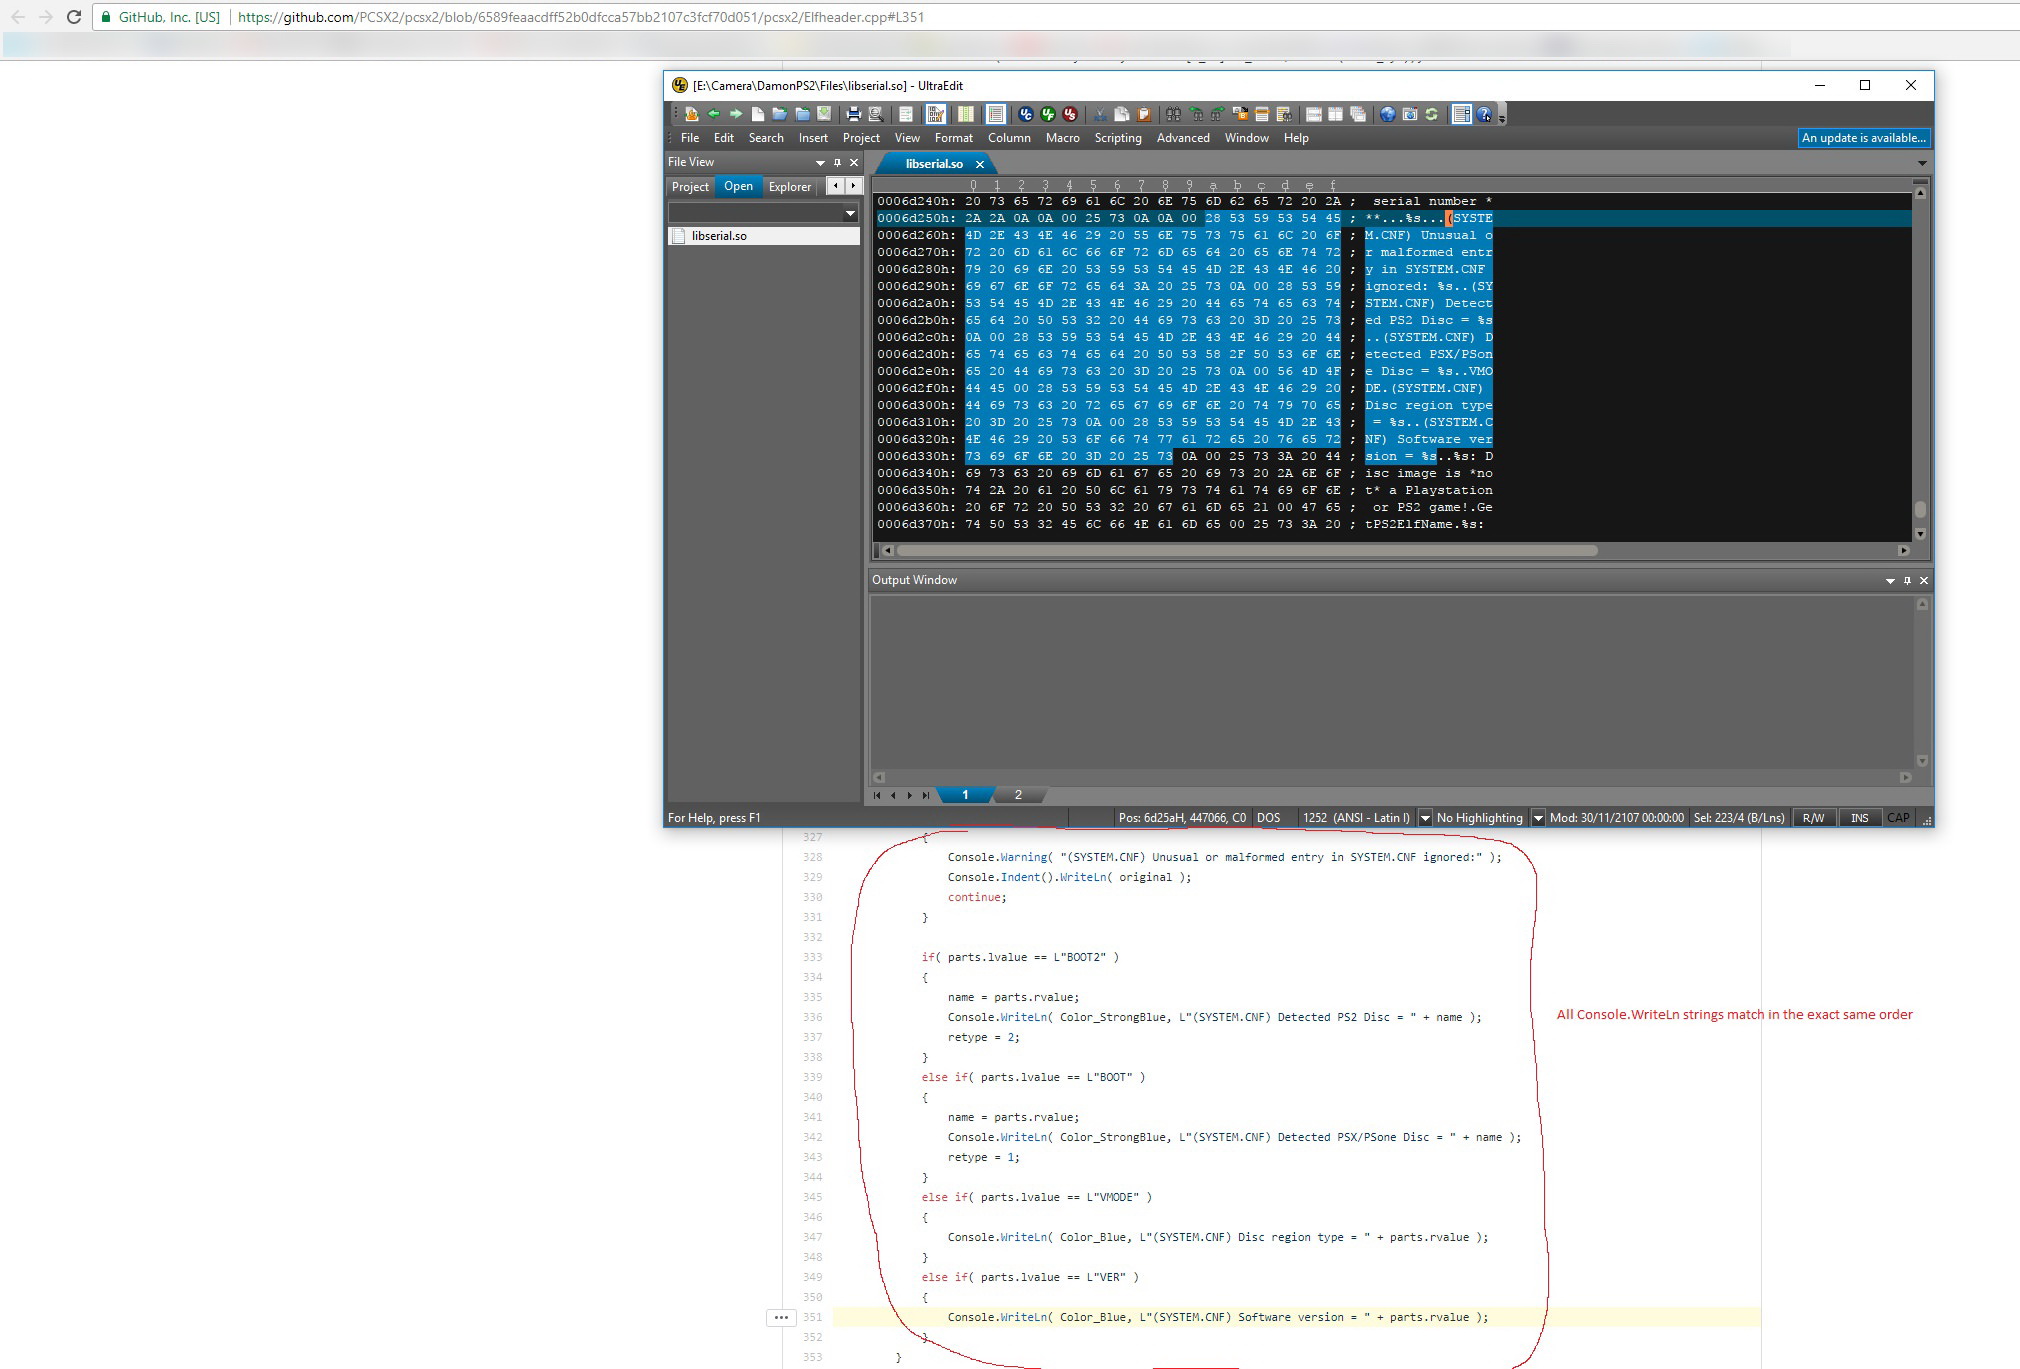 GitHub, Inc. [US] https://github.com/PCSX2/pcsx2/blob/6589feaacdff52b0dfcca57bb2107c3fcf70d051/pcsx2/Elfheader.cpp#L351
[E:\Camera\DamonPS2\Files\libserial.so] - UltraEdit
File Edit Search Insert Project View Format Column Macro Scripting Advanced Window Help
An update is available...
File View
Project Open Explorer
libserial.so
libserial.so
0 1 2 3 4 5 6 7 8 9 a b c d e f
0006d240h: 20 73 65 72 69 61 6C 20 6E 75 6D 62 65 72 20 2A ; serial number *
0006d250h: 2A 2A 0A 0A 00 25 73 0A 0A 00 28 53 59 53 54 45 ; **...%s...(SYSTE
0006d260h: 4D 2E 43 4E 46 29 20 55 6E 75 73 75 61 6C 20 6F ; M.CNF) Unusual o
0006d270h: 72 20 6D 61 6C 66 6F 72 6D 65 64 20 65 6E 74 72 ; r malformed entr
0006d280h: 79 20 69 6E 20 53 59 53 54 45 4D 2E 43 4E 46 20 ; y in SYSTEM.CNF
0006d290h: 69 67 6E 6F 72 65 64 3A 20 25 73 0A 00 28 53 59 ; ignored: %s..(SY
0006d2a0h: 53 54 45 4D 2E 43 4E 46 29 20 44 65 74 65 63 74 ; STEM.CNF) Detect
0006d2b0h: 65 64 20 50 53 32 20 44 69 73 63 20 3D 20 25 73 ; ed PS2 Disc = %s
0006d2c0h: 0A 00 28 53 59 53 54 45 4D 2E 43 4E 46 29 20 44 ; ..(SYSTEM.CNF) D
0006d2d0h: 65 74 65 63 74 65 64 20 50 53 58 2F 50 53 6F 6E ; etected PSX/PSon
0006d2e0h: 65 20 44 69 73 63 20 3D 20 25 73 0A 00 56 4D 4F ; e Disc = %s..VMO
0006d2f0h: 44 45 00 28 53 59 53 54 45 4D 2E 43 4E 46 29 20 ; DE.(SYSTEM.CNF)
0006d300h: 44 69 73 63 20 72 65 67 69 6F 6E 20 74 79 70 65 ; Disc region type
0006d310h: 20 3D 20 25 73 0A 00 28 53 59 53 54 45 4D 2E 43 ; = %s..(SYSTEM.C
0006d320h: 4E 46 29 20 53 6F 66 74 77 61 72 65 20 76 65 72 ; NF) Software ver
0006d330h: 73 69 6F 6E 20 3D 20 25 73 0A 00 25 73 3A 20 44 ; sion = %s..%s: D
0006d340h: 69 73 63 20 69 6D 61 67 65 20 69 73 20 2A 6E 6F ; isc image is *no
0006d350h: 74 2A 20 61 20 50 6C 61 79 73 74 61 74 69 6F 6E ; t* a Playstation
0006d360h: 20 6F 72 20 50 53 32 20 67 61 6D 65 21 00 47 65 ; or PS2 game!.Ge
0006d370h: 74 50 53 32 45 6C 66 4E 61 6D 65 00 25 73 3A 20 ; tPS2ElfName.%s:
Output Window
1 2
For Help, press F1 Pos: 6d25aH, 447066, C0 DOS 1252 (ANSI - Latin I) No Highlighting Mod: 30/11/2107 00:00:00 Sel: 223/4 (B/Lns) R/W INS CAP
327 {
328 Console.Warning( "(SYSTEM.CNF) Unusual or malformed entry in SYSTEM.CNF ignored:" );
329 Console.Indent().WriteLn( original );
330 continue;
331 }
332
333 if( parts.lvalue == L"BOOT2" )
334 {
335 name = parts.rvalue;
336 Console.WriteLn( Color_StrongBlue, L"(SYSTEM.CNF) Detected PS2 Disc = " + name );
337 retype = 2;
338 }
339 else if( parts.lvalue == L"BOOT" )
340 {
341 name = parts.rvalue;
342 Console.WriteLn( Color_StrongBlue, L"(SYSTEM.CNF) Detected PSX/PSone Disc = " + name );
343 retype = 1;
344 }
345 else if( parts.lvalue == L"VMODE" )
346 {
347 Console.WriteLn( Color_Blue, L"(SYSTEM.CNF) Disc region type = " + parts.rvalue );
348 }
349 else if( parts.lvalue == L"VER" )
350 {
351 Console.WriteLn( Color_Blue, L"(SYSTEM.CNF) Software version = " + parts.rvalue );
352 }
353 }
All Console.WriteLn strings match in the exact same order